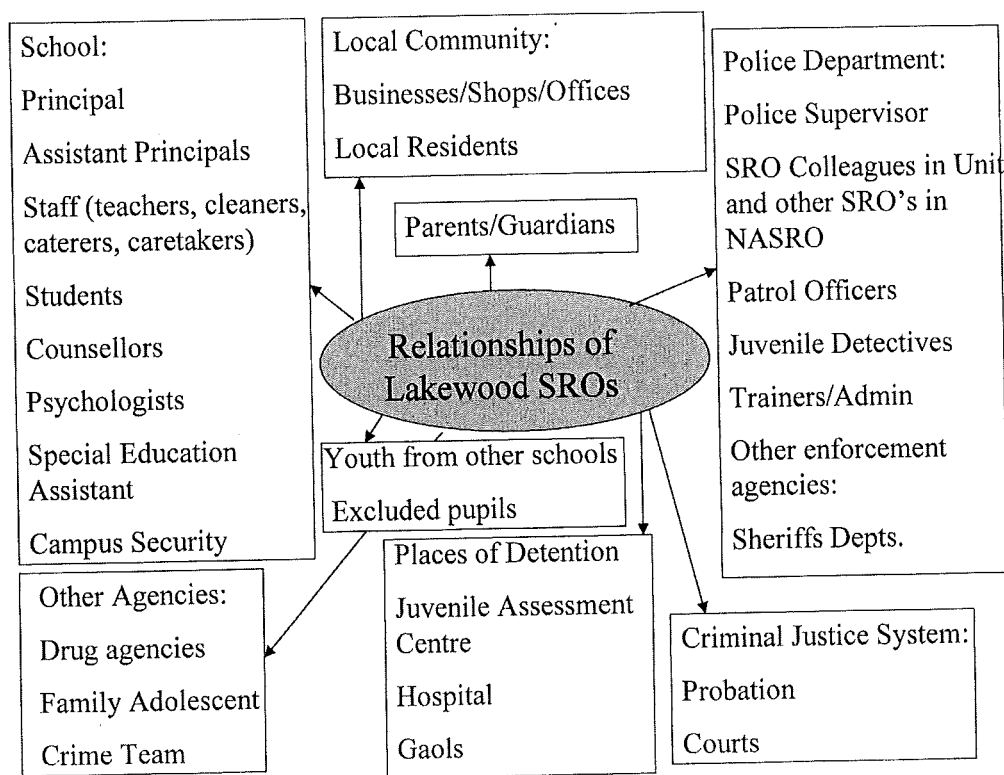 School:
Principal
Assistant Principals
Staff (teachers, cleaners,
caterers, caretakers)
Students
Counsellors
Psychologists
Special Education
Assistant
Campus Security
Local Community:
Businesses/Shops/Offices
Local Residents
Parents/Guardians
Police Department:
Police Supervisor
SRO Colleagues in Unit
and other SRO's in
NASRO
Patrol Officers
Juvenile Detectives
Trainers/Admin
Other enforcement
agencies:
Sheriffs Depts.
Relationships of
Lakewood SROs
Youth from other schools
Excluded pupils
Other Agencies:
Drug agencies
Family Adolescent
Crime Team
Places of Detention
Juvenile Assessment
Centre
Hospital
Gaols
Criminal Justice System:
Probation
Courts